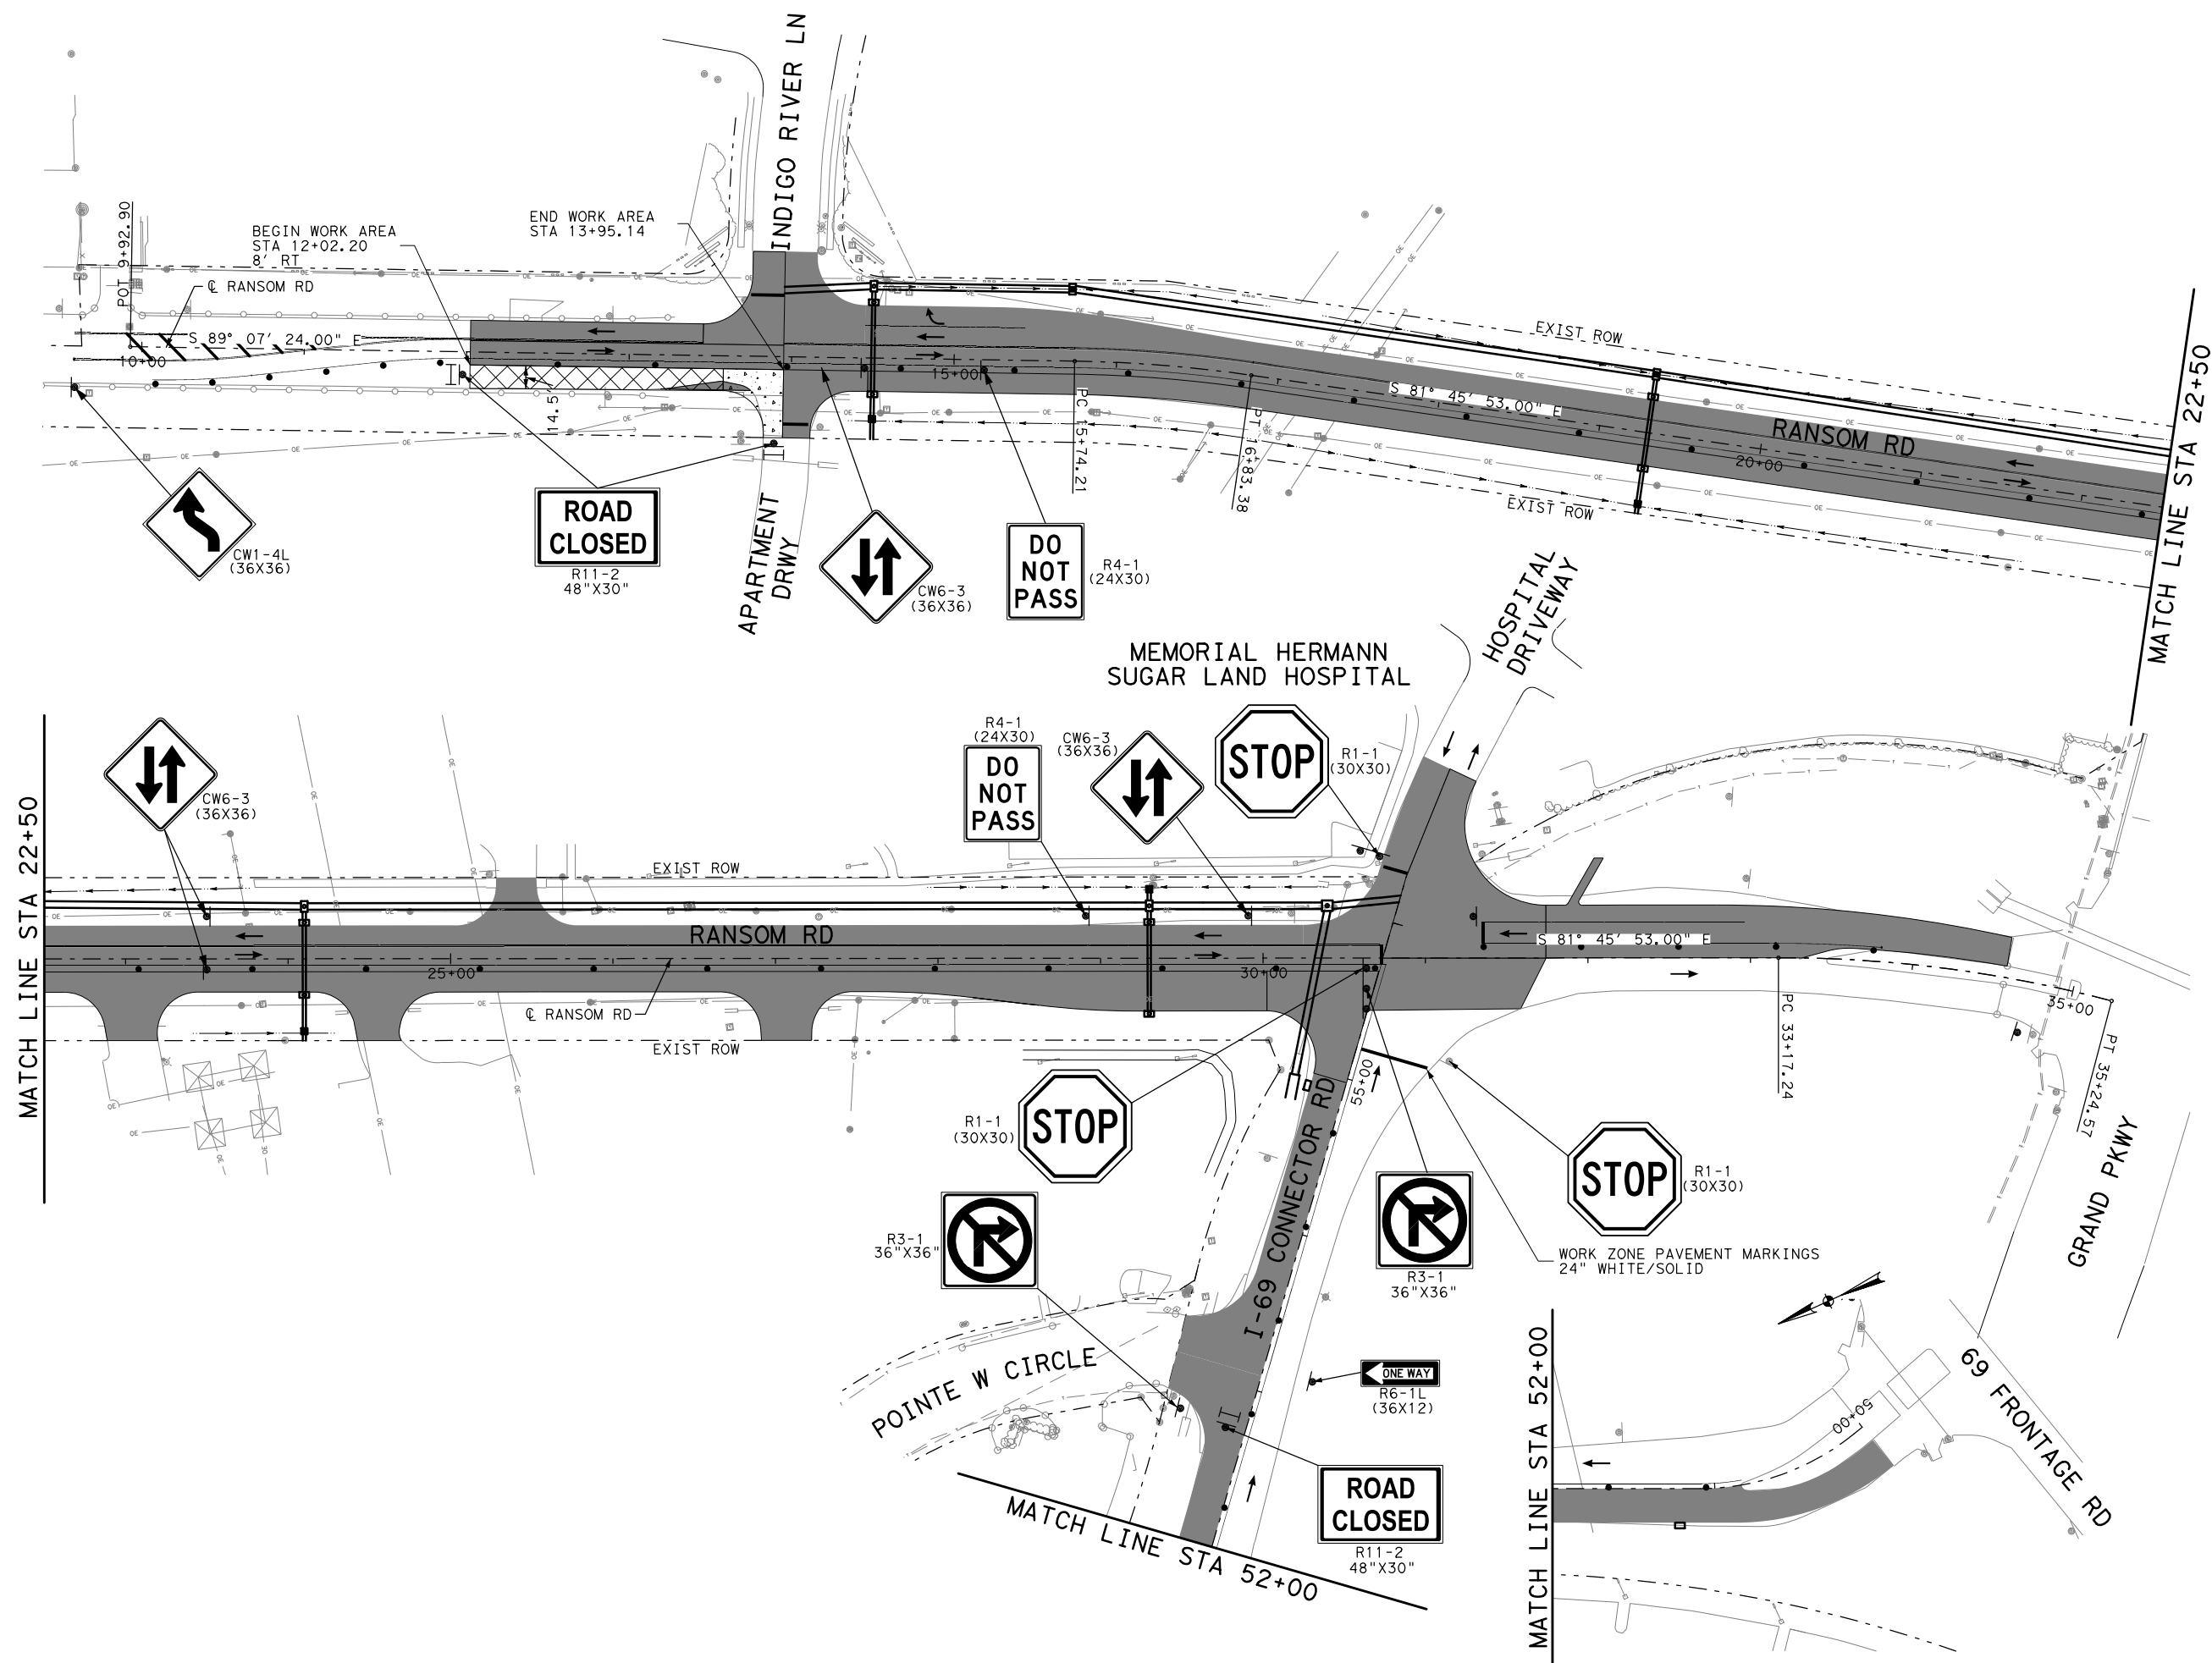 INDIGO RIVER LN
POT 9+92.90
BEGIN WORK AREA
STA 12+02.20
8' RT
END WORK AREA
STA 13+95.14
℄ RANSOM RD
S 89° 07' 24.00" E
10+00
14.5'
15+00
PC 15+74.21
PT 16+83.38
S 81° 45' 53.00" E
EXIST ROW
RANSOM RD
20+00
EXIST ROW
MATCH LINE STA 22+50
CW1-4L
(36X36)
ROAD
CLOSED
R11-2
48"X30"
APARTMENT
DRWY
CW6-3
(36X36)
DO
NOT
PASS
R4-1
(24X30)
HOSPITAL
DRIVEWAY
MEMORIAL HERMANN
SUGAR LAND HOSPITAL
MATCH LINE STA 22+50
CW6-3
(36X36)
R4-1
(24X30)
DO
NOT
PASS
CW6-3
(36X36)
STOP
R1-1
(30X30)
EXIST ROW
RANSOM RD
25+00
30+00
℄ RANSOM RD
EXIST ROW
S 81° 45' 53.00" E
PC 33+17.24
35+00
PT 35+24.57
GRAND PKWY
R1-1
(30X30)
STOP
55+00
I-69 CONNECTOR RD
STOP
R1-1
(30X30)
R3-1
36"X36"
R3-1
36"X36"
WORK ZONE PAVEMENT MARKINGS
24" WHITE/SOLID
POINTE W CIRCLE
ONE WAY
R6-1L
(36X12)
ROAD
CLOSED
R11-2
48"X30"
MATCH LINE STA 52+00
MATCH LINE STA 52+00
50+00
69 FRONTAGE RD
OE